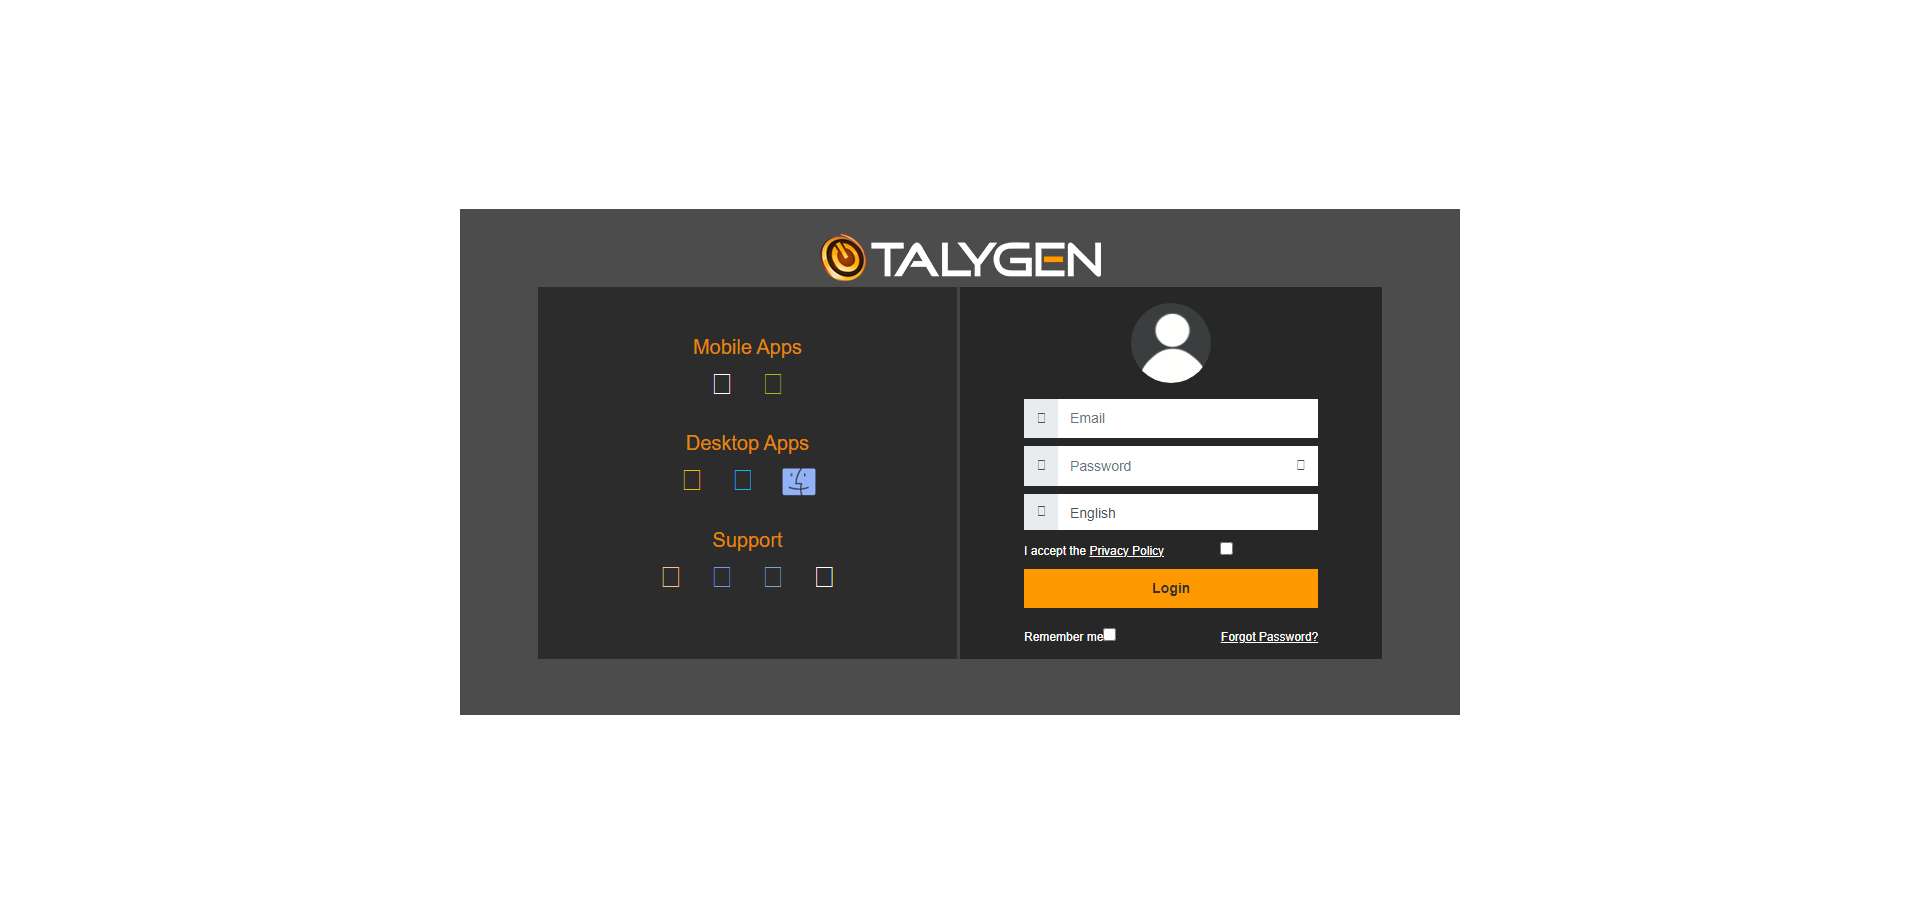 TALYGEN
Mobile Apps
Desktop Apps
Support
Email
Password
English
I accept the Privacy Policy
Login
Remember me
Forgot Password?